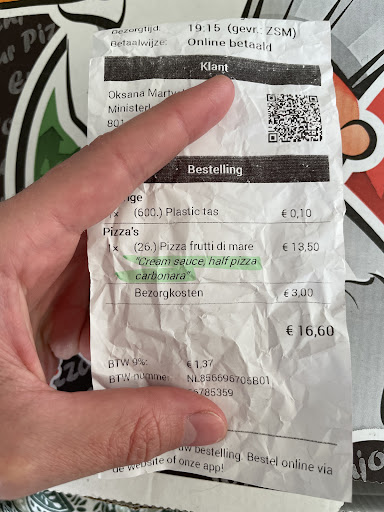 Bezorgtijd: 19:15 (gevr.: ZSM)
Betaalwijze: Online betaald
Klant
Oksana
801
Bestelling
1x (600.) Plastic tas € 0,10
Pizza's
1x (26.) Pizza frutti di mare € 13,50
"Cream sauce, half pizza
carbonara"
Bezorgkosten € 3,00
€ 16,60
BTW 9%: € 1,37
BTW nummer: NL856696705B01
uw bestelling. Bestel online via
de website of onze app!